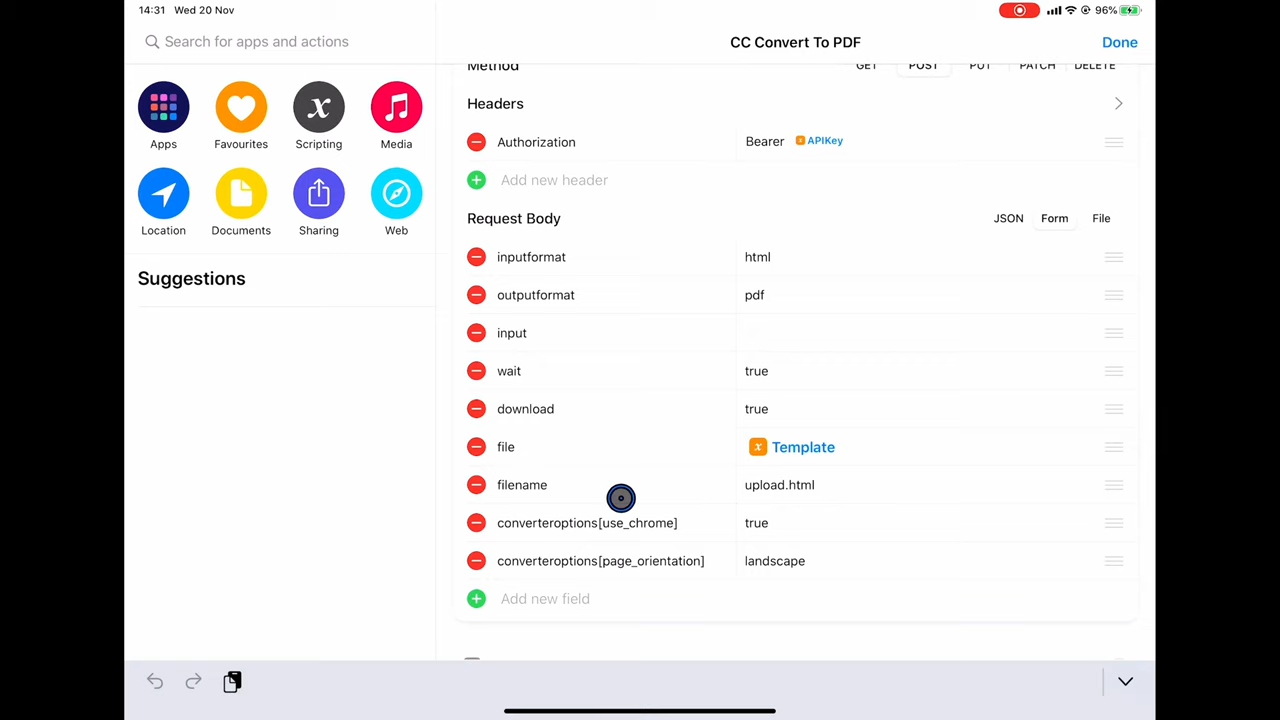 14:31 Wed 20 Nov
96%
Search for apps and actions
CC Convert To PDF
Done
Method GET POST PUT PATCH DELETE
Apps Favourites Scripting Media
Location Documents Sharing Web
Suggestions
Headers
Authorization Bearer APIKey
Add new header
Request Body JSON Form File
inputformat html
outputformat pdf
input
wait true
download true
file Template
filename upload.html
converteroptions[use_chrome] true
converteroptions[page_orientation] landscape
Add new field